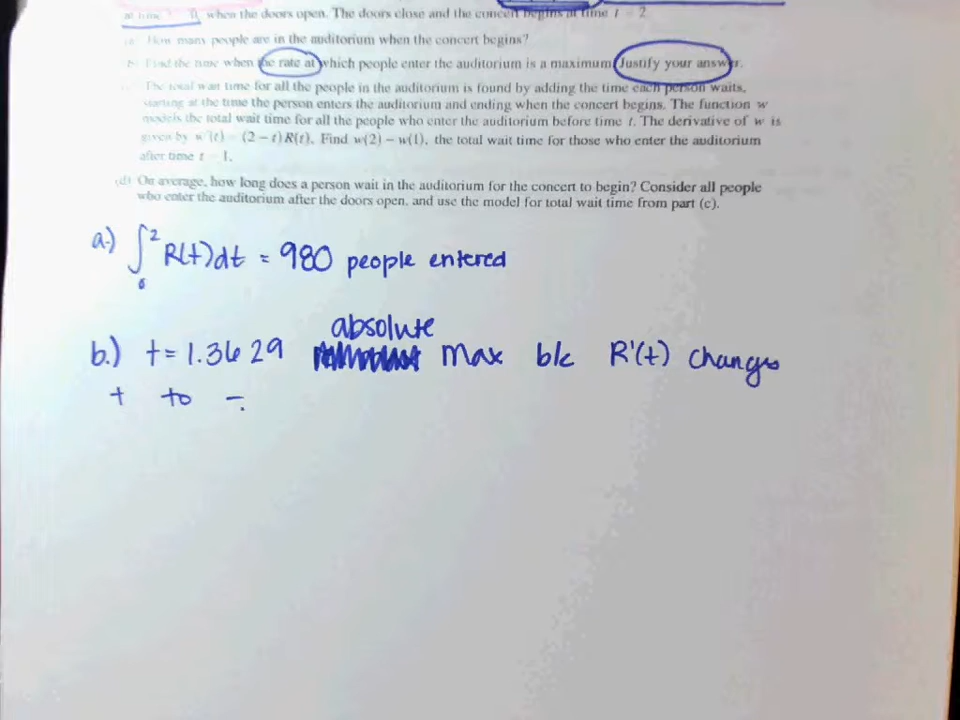 at time t = 0, when the doors open. The doors close and the concert begins at time t = 2
(a) How many people are in the auditorium when the concert begins?
(b) Find the time when the rate at which people enter the auditorium is a maximum. Justify your answer.
The total wait time for all the people in the auditorium is found by adding the time each person waits,
starting at the time the person enters the auditorium and ending when the concert begins. The function w
models the total wait time for all the people who enter the auditorium before time t. The derivative of w is
given by w′(t) = (2 − t)R(t). Find w(2) − w(1), the total wait time for those who enter the auditorium
after time t = 1.
(d) On average, how long does a person wait in the auditorium for the concert to begin? Consider all people
who enter the auditorium after the doors open, and use the model for total wait time from part (c).
a.) ∫₀² R(t)dt = 980 people entered
absolute
b.) t = 1.3629 max b/c R'(t) changes
+ to -.